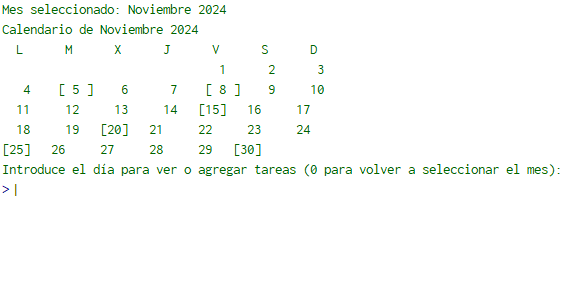 Mes seleccionado: Noviembre 2024
Calendario de Noviembre 2024
L M X J V S D
1 2 3
4 [ 5 ] 6 7 [ 8 ] 9 10
11 12 13 14 [15] 16 17
18 19 [20] 21 22 23 24
[25] 26 27 28 29 [30]
Introduce el día para ver o agregar tareas (0 para volver a seleccionar el mes):
>